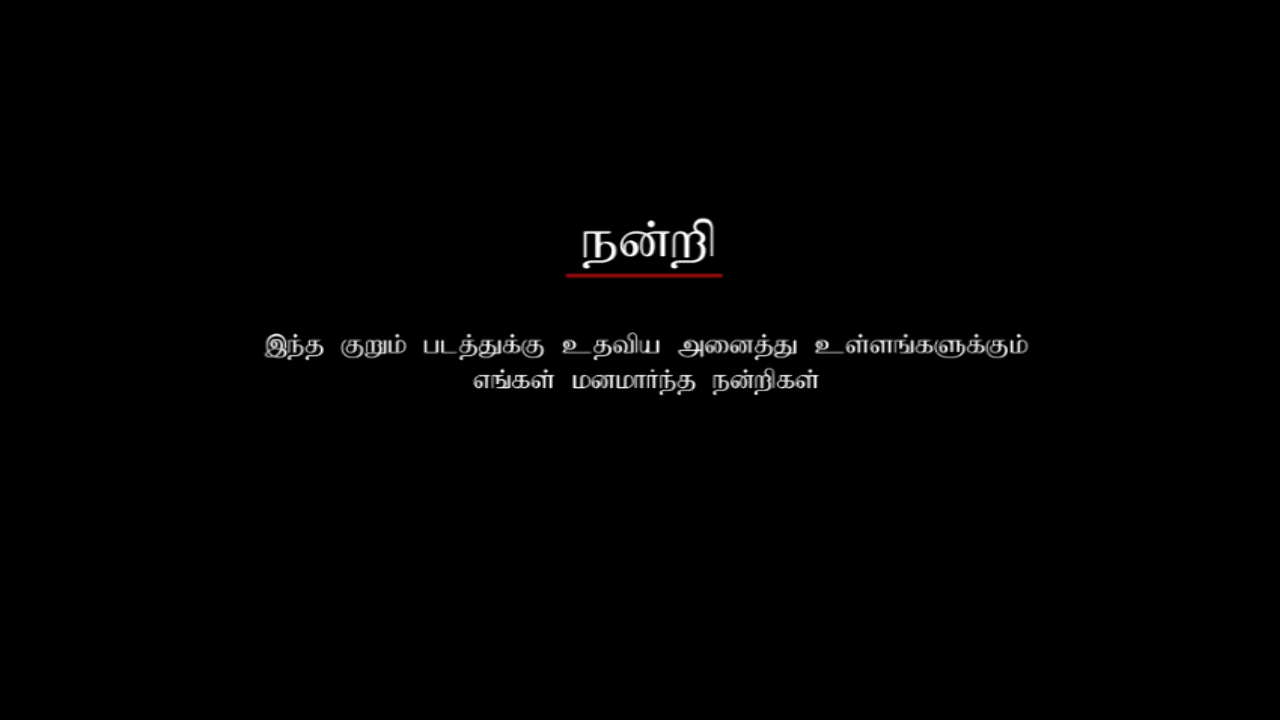 நன்றி
இந்த குறும் படத்துக்கு உதவிய அனைத்து உள்ளங்களுக்கும்
எங்கள் மனமார்ந்த நன்றிகள்